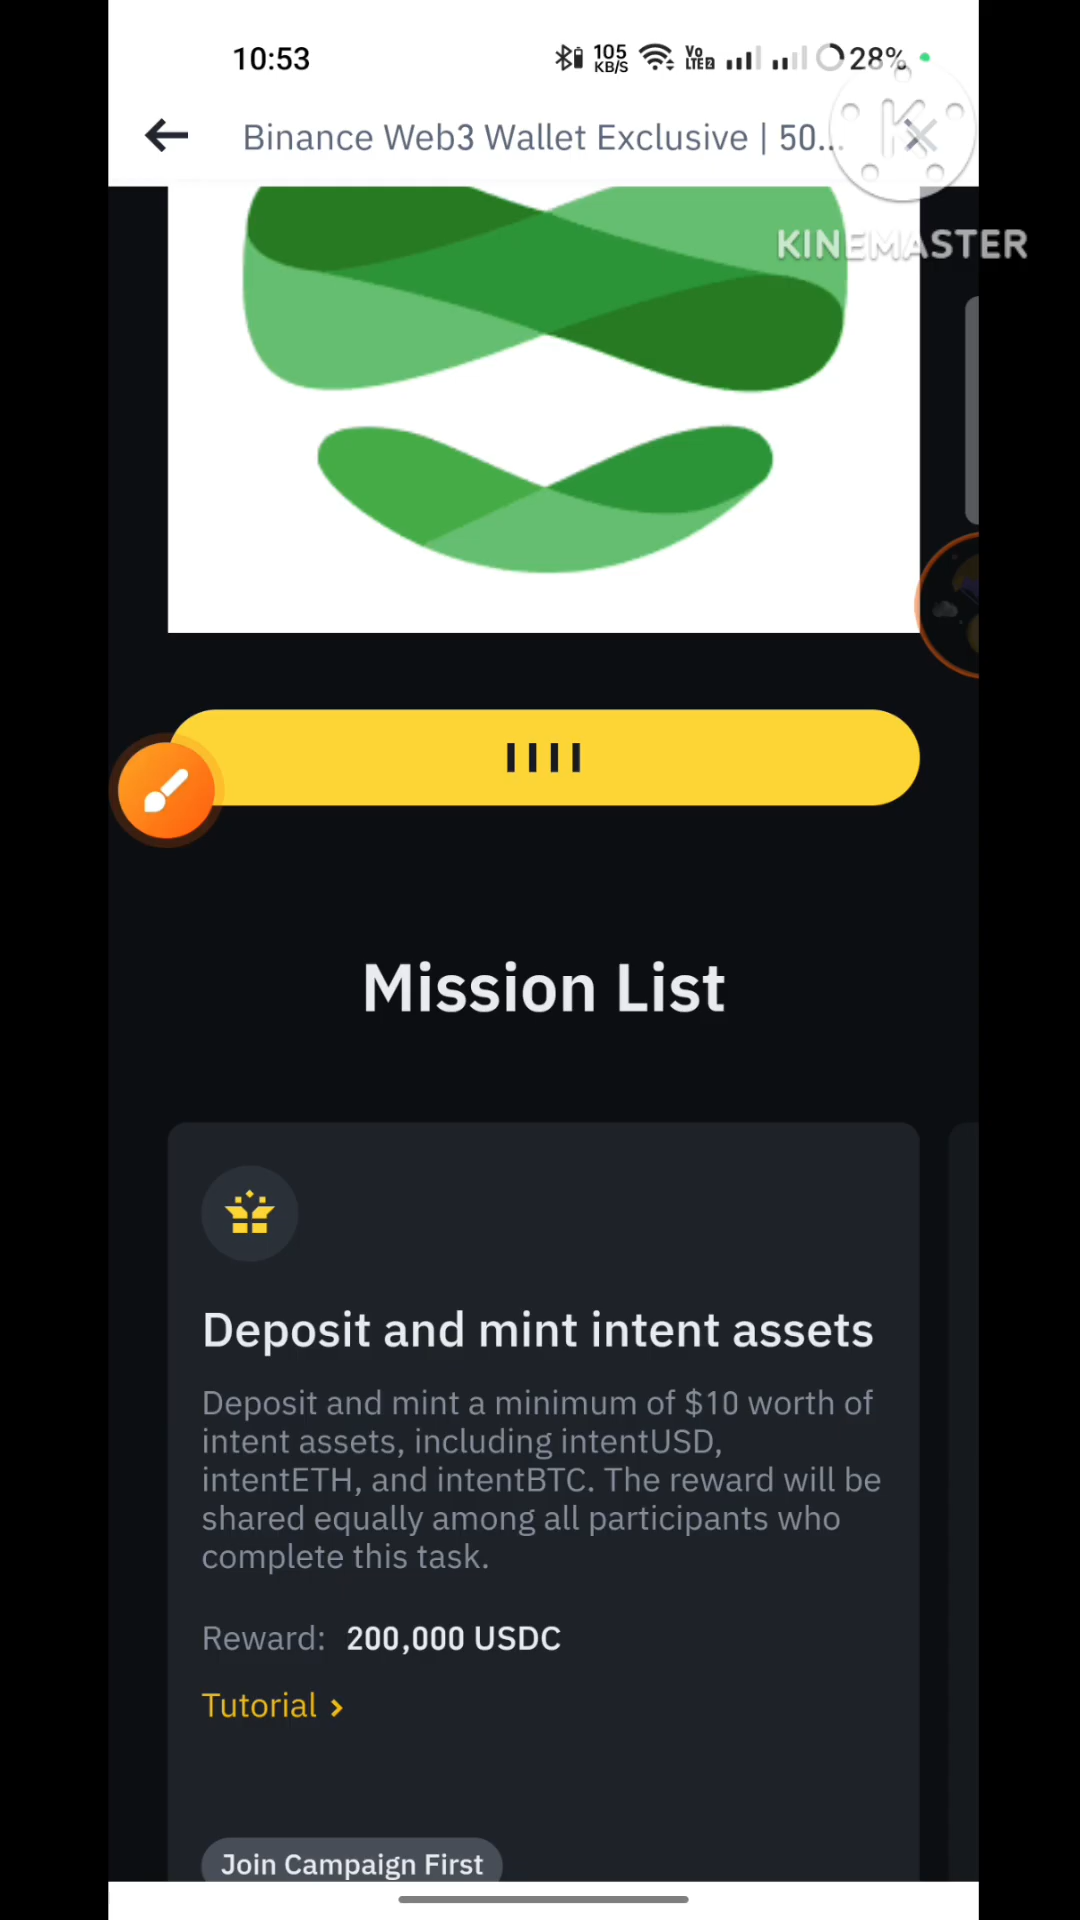 10:53
105
KB/S
Vo
LTE2
28%
Binance Web3 Wallet Exclusive | 50...
KINEMASTER
Mission List
Deposit and mint intent assets
Deposit and mint a minimum of $10 worth of
intent assets, including intentUSD,
intentETH, and intentBTC. The reward will be
shared equally among all participants who
complete this task.
Reward: 200,000 USDC
Tutorial >
Join Campaign First